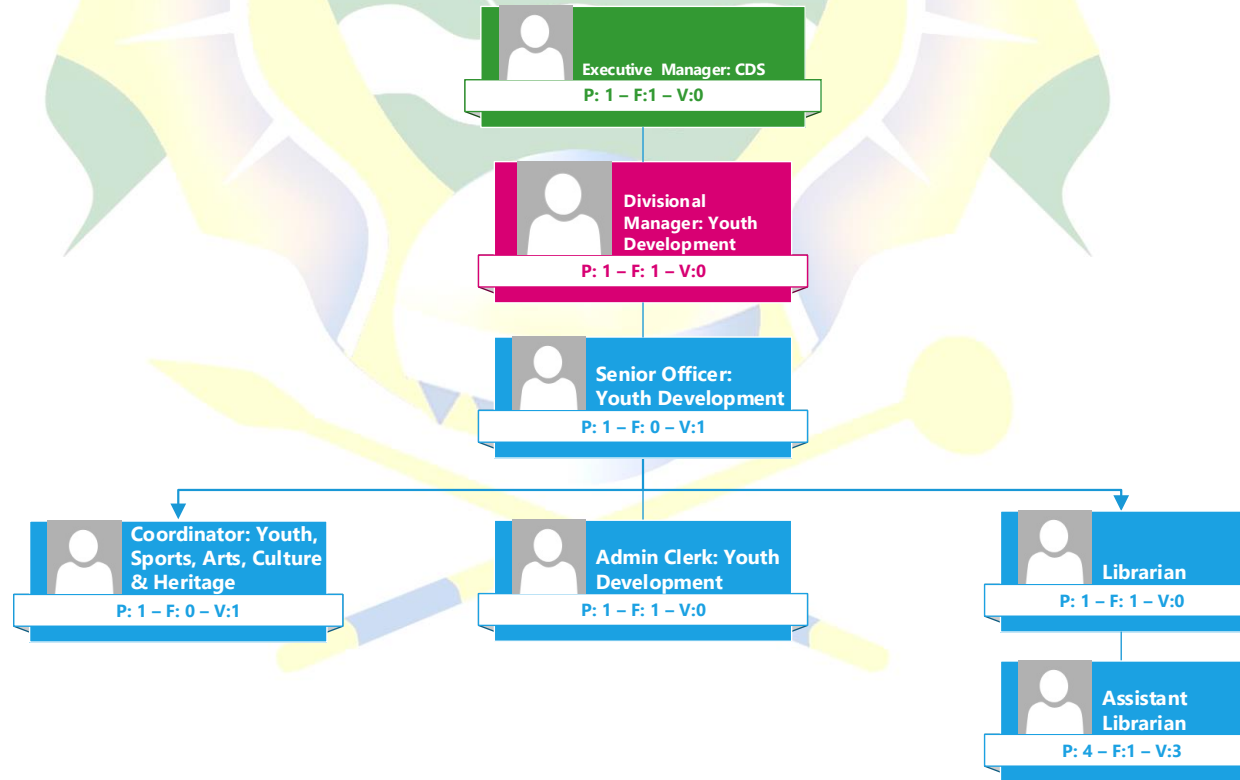 Executive Manager: CDS
P: 1 – F:1 – V:0
Divisional
Manager: Youth
Development
P: 1 – F: 1 – V:0
Senior Officer:
Youth Development
P: 1 – F: 0 – V:1
Coordinator: Youth,
Sports, Arts, Culture
& Heritage
P: 1 – F: 0 – V:1
Admin Clerk: Youth
Development
P: 1 – F: 1 – V:0
Librarian
P: 1 – F: 1 – V:0
Assistant
Librarian
P: 4 – F:1 – V:3